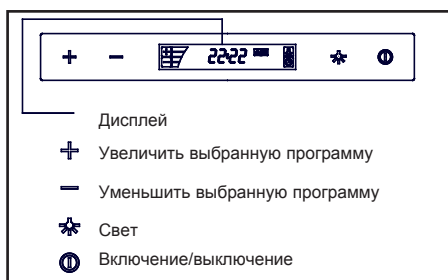 22:22
Дисплей
Увеличить выбранную программу
Уменьшить выбранную программу
Свет
Включение/выключение